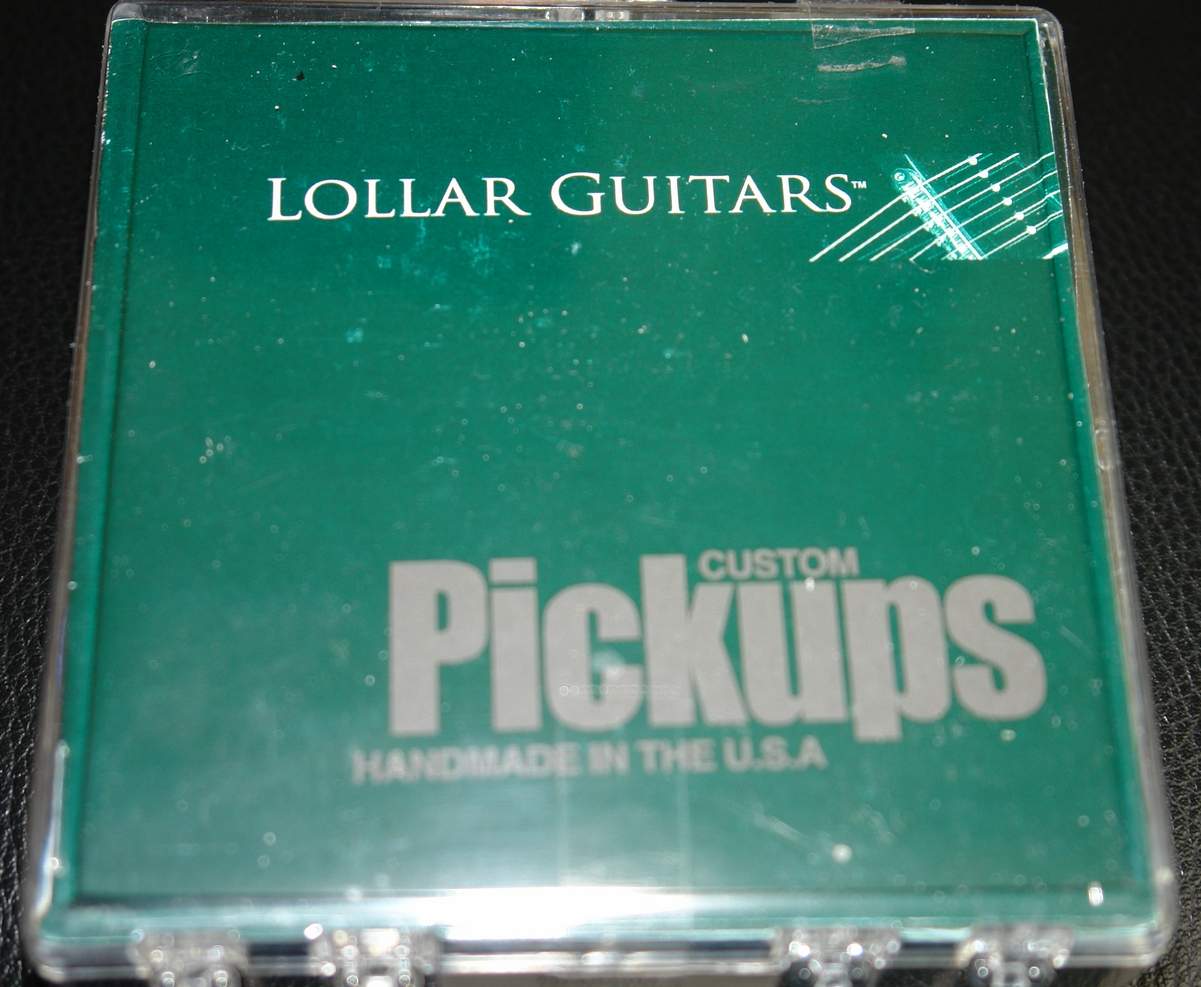 LOLLAR GUITARS™
CUSTOM
Pickups
HANDMADE IN THE U.S.A